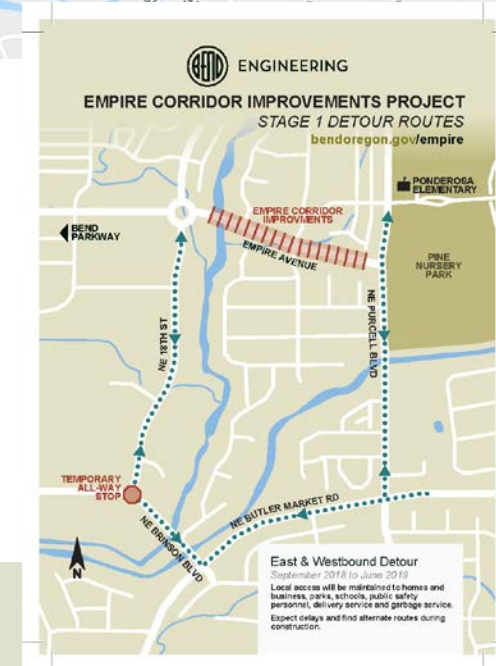 BEND ENGINEERING
EMPIRE CORRIDOR IMPROVEMENTS PROJECT
STAGE 1 DETOUR ROUTES
bendoregon.gov/empire
PONDEROSA
ELEMENTARY
EMPIRE CORRIDOR
IMPROVMENTS
BEND
PARKWAY
EMPIRE AVENUE
PINE
NURSERY
PARK
NE 18TH ST
NE PURCELL BLVD
TEMPORARY
ALL-WAY
STOP
NE BUTLER MARKET RD
NE BRINSON BLVD
N
East & Westbound Detour
September 2018 to June 2019
Local access will be maintained to homes and
business, parks, schools, public safety
personnel, delivery service and garbage service.
Expect delays and find alternate routes during
construction.